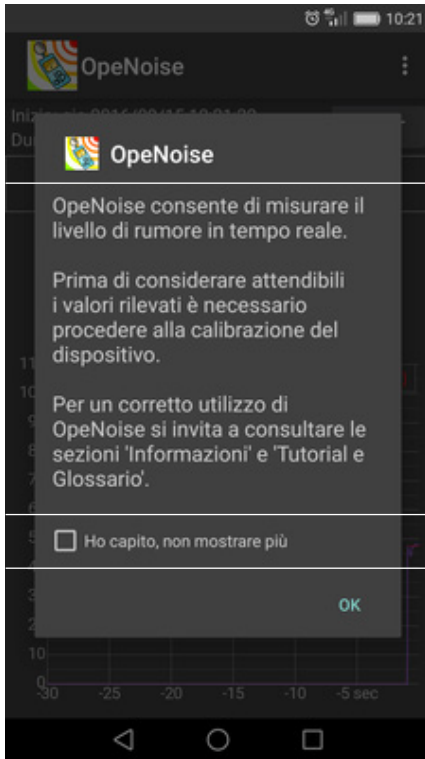 10:21
OpeNoise
OpeNoise
OpeNoise consente di misurare il
livello di rumore in tempo reale.
Prima di considerare attendibili
i valori rilevati è necessario
procedere alla calibrazione del
dispositivo.
Per un corretto utilizzo di
OpeNoise si invita a consultare le
sezioni 'Informazioni' e 'Tutorial e
Glossario'.
Ho capito, non mostrare più
OK
10
0
-30 -25 -20 -15 -10 -5 sec